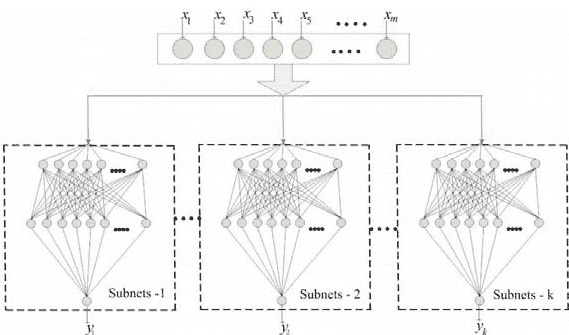 x1 x2 x3 x4 x5 •••• xm
Subnets -1 Subnets - 2 Subnets - k
y1 y2 yk